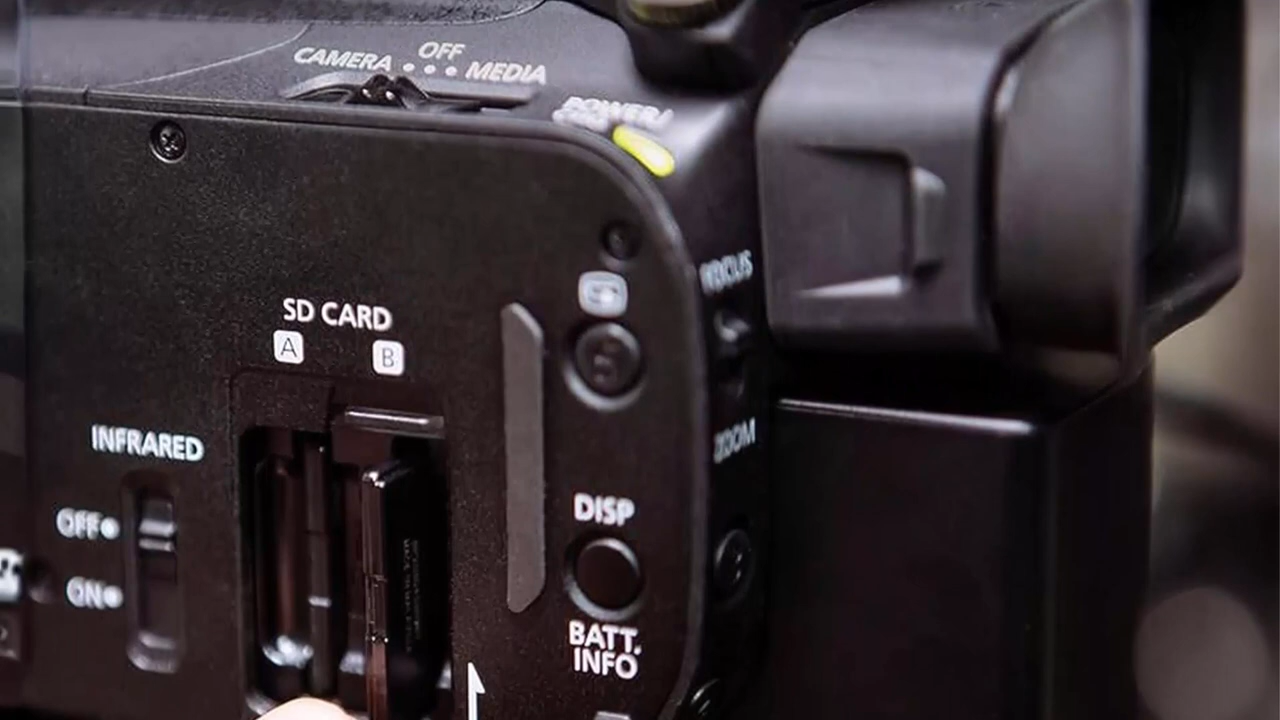 OFF
CAMERA
MEDIA
POWER/
FOCUS
SD CARD
A B
INFRARED
ZOOM
OFF
DISP
ON
BATT.
INFO